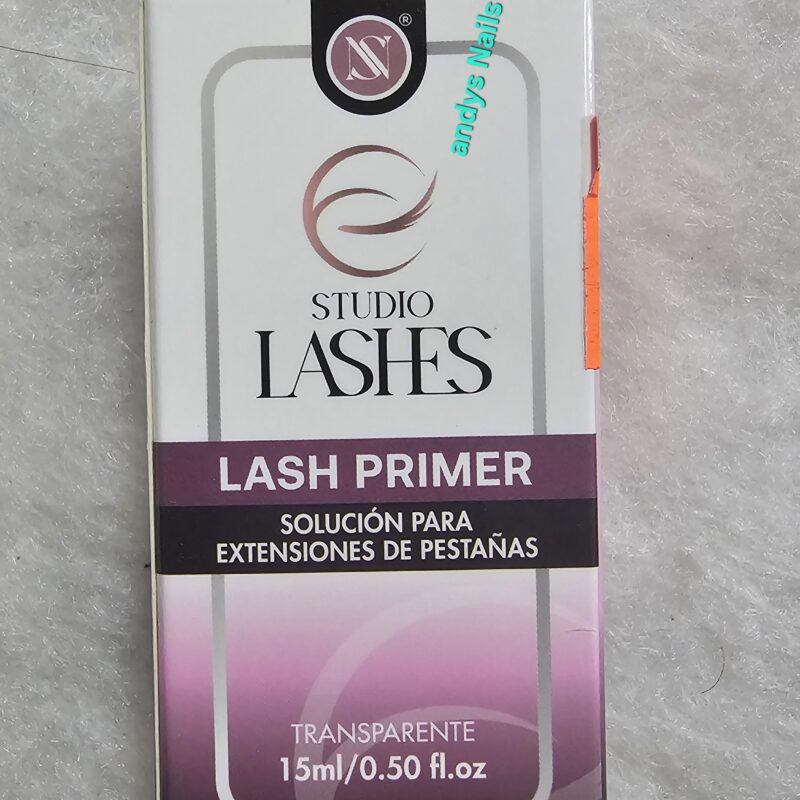 NS
®
andys Nails
STUDIO
LASHES
LASH PRIMER
SOLUCIÓN PARA
EXTENSIONES DE PESTAÑAS
TRANSPARENTE
15ml/0.50 fl.oz